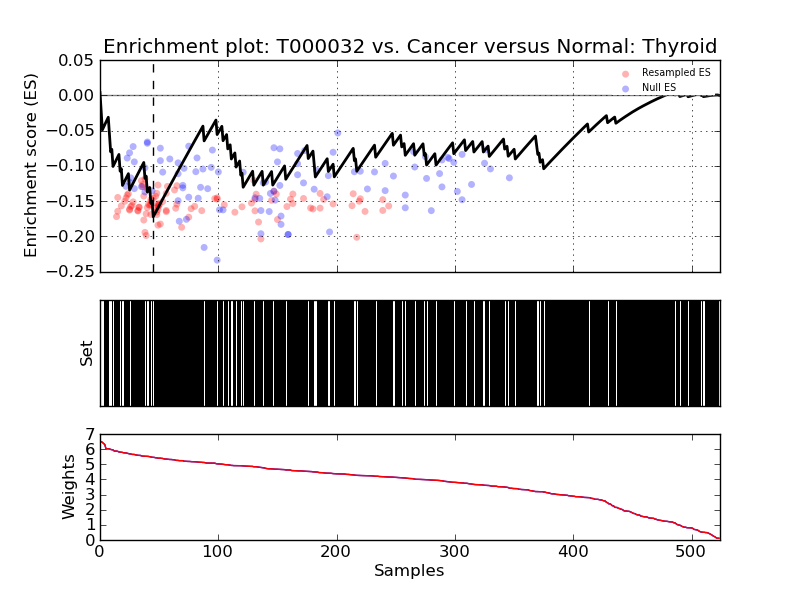 Enrichment plot: T000032 vs. Cancer versus Normal: Thyroid
0.05
0.00
−0.05
−0.10
−0.15
−0.20
−0.25
Enrichment score (ES)
Resampled ES
Null ES
Set
7
6
5
4
3
2
1
0
Weights
0 100 200 300 400 500
Samples